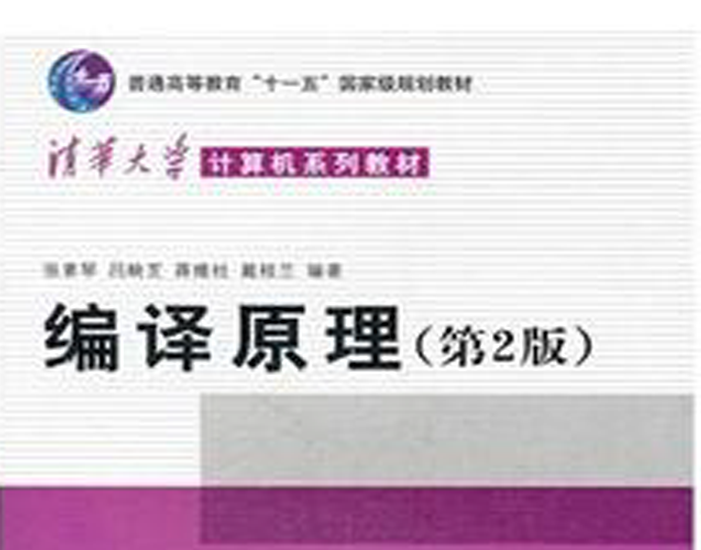 普通高等教育“十一五”国家级规划教材
清华大学 计算机系列教材
张素琴 吕映芝 蒋维杜 戴桂兰 编著
编译原理（第2版）